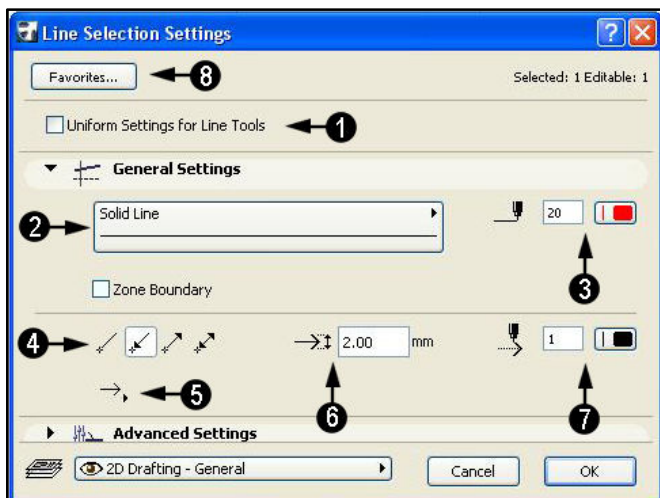 Line Selection Settings
Favorites...
8
Selected: 1 Editable: 1
Uniform Settings for Line Tools
1
General Settings
2
Solid Line
20
3
Zone Boundary
4
2.00 mm
1
5
6
7
Advanced Settings
2D Drafting - General
Cancel
OK